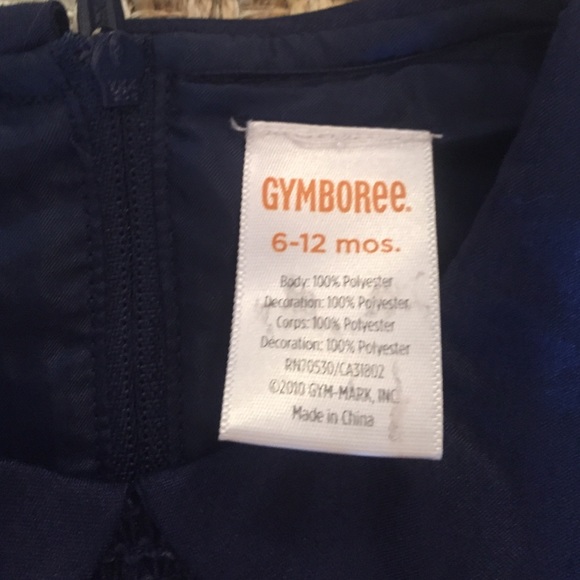 GYMBOREE.
6-12 mos.
Body: 100% Polyester
Decoration: 100% Polyester
Corps: 100% Polyester
Décoration: 100% Polyester
RN70530/CA31802
©2010 GYM-MARK, INC.
Made in China